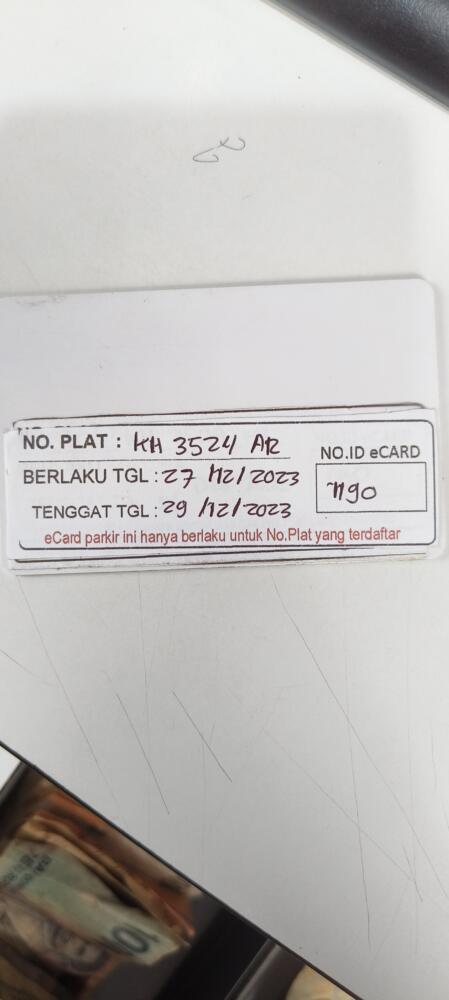 NO. PLAT : KH 3524 AR
BERLAKU TGL : 27 /12/2023
TENGGAT TGL : 29 /12/2023
NO.ID eCARD
1190
eCard parkir ini hanya berlaku untuk No.Plat yang terdaftar